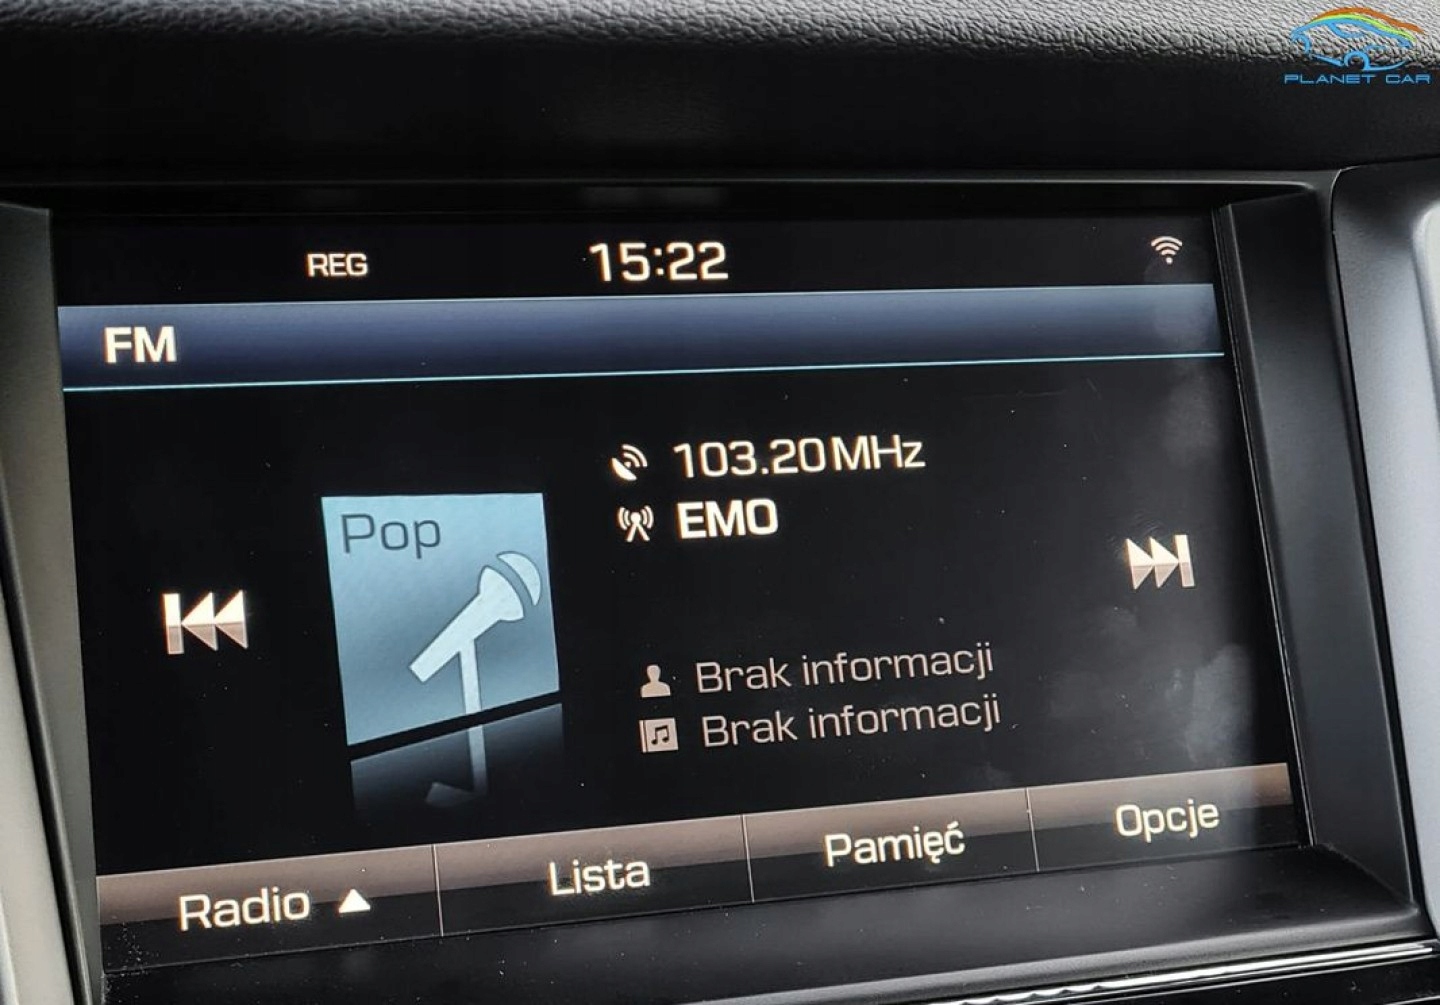 PLANET CAR
REG 15:22
FM
103.20MHz
EMO
Pop
Brak informacji
Brak informacji
Radio Lista Pamięć Opcje